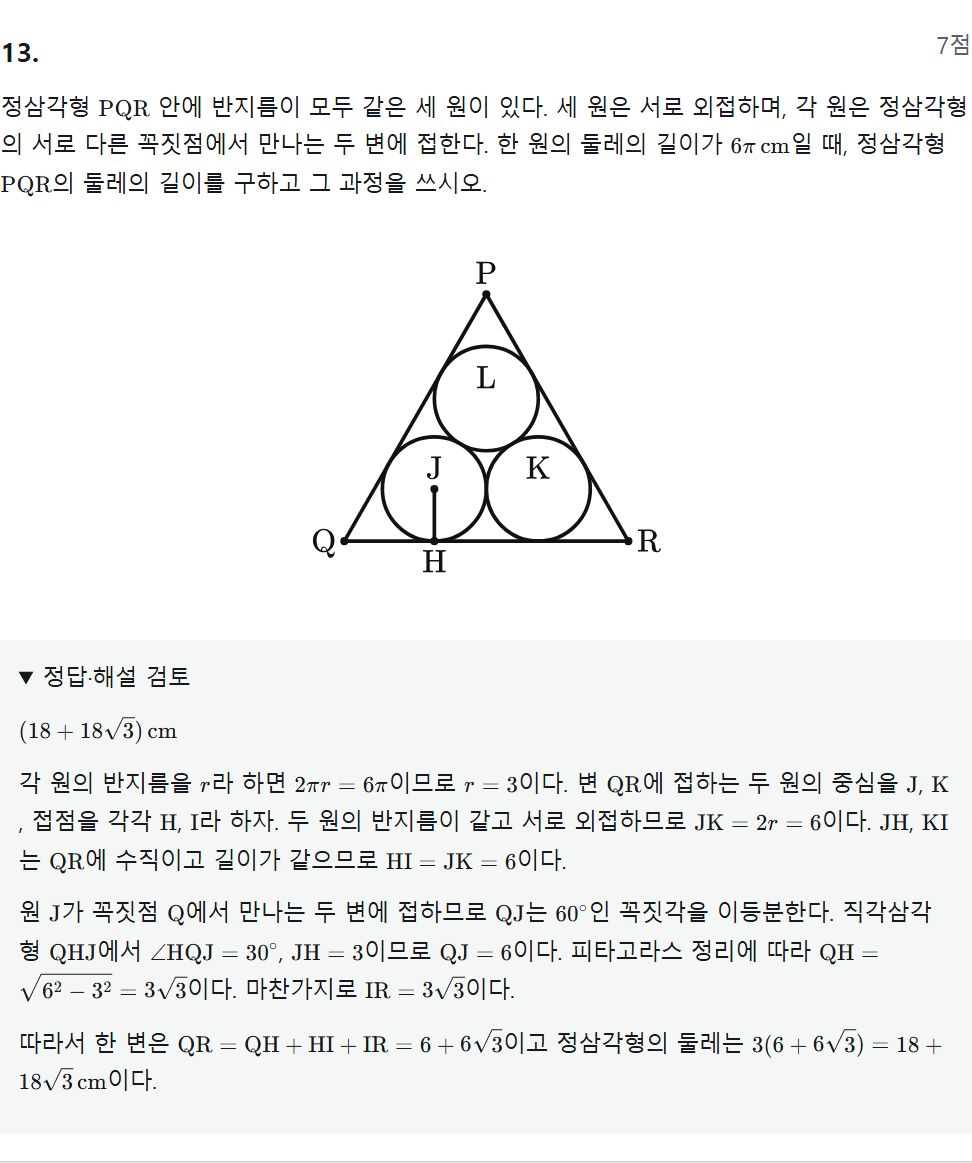 13.
7점
정삼각형 PQR 안에 반지름이 모두 같은 세 원이 있다. 세 원은 서로 외접하며, 각 원은 정삼각형
의 서로 다른 꼭짓점에서 만나는 두 변에 접한다. 한 원의 둘레의 길이가 6π cm일 때, 정삼각형
PQR의 둘레의 길이를 구하고 그 과정을 쓰시오.
P
L
J
K
Q
R
H
▼ 정답·해설 검토
(18 + 18√3) cm
각 원의 반지름을 r라 하면 2πr = 6π이므로 r = 3이다. 변 QR에 접하는 두 원의 중심을 J, K
, 접점을 각각 H, I라 하자. 두 원의 반지름이 같고 서로 외접하므로 JK = 2r = 6이다. JH, KI
는 QR에 수직이고 길이가 같으므로 HI = JK = 6이다.
원 J가 꼭짓점 Q에서 만나는 두 변에 접하므로 QJ는 60°인 꼭짓각을 이등분한다. 직각삼각
형 QHJ에서 ∠HQJ = 30°, JH = 3이므로 QJ = 6이다. 피타고라스 정리에 따라 QH =
√(6² − 3²) = 3√3이다. 마찬가지로 IR = 3√3이다.
따라서 한 변은 QR = QH + HI + IR = 6 + 6√3이고 정삼각형의 둘레는 3(6 + 6√3) = 18 +
18√3 cm이다.